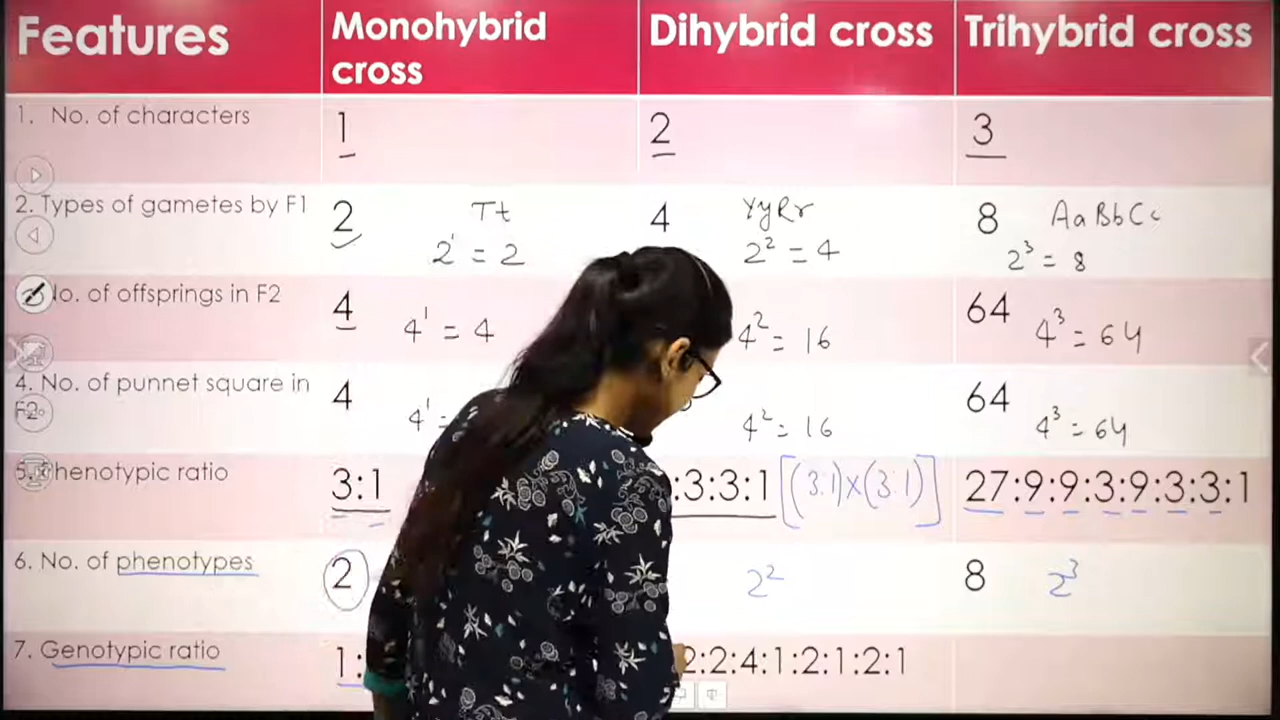 Features Monohybrid cross Dihybrid cross Trihybrid cross
1. No. of characters 1 2 3
2. Types of gametes by F1 2 Tt 4 YyRr 8 AaBbCc
2¹ = 2 2² = 4 2³ = 8
No. of offsprings in F2 4 4¹ = 4 4² = 16 64 4³ = 64
4. No. of punnet square in F2 4 4¹ = 4² = 16 64 4³ = 64
5. Phenotypic ratio 3:1 :3:3:1 [(3:1)×(3:1)] 27:9:9:3:9:3:3:1
6. No. of phenotypes 2 2² 8 2³
7. Genotypic ratio 1: 2:2:4:1:2:1:2:1